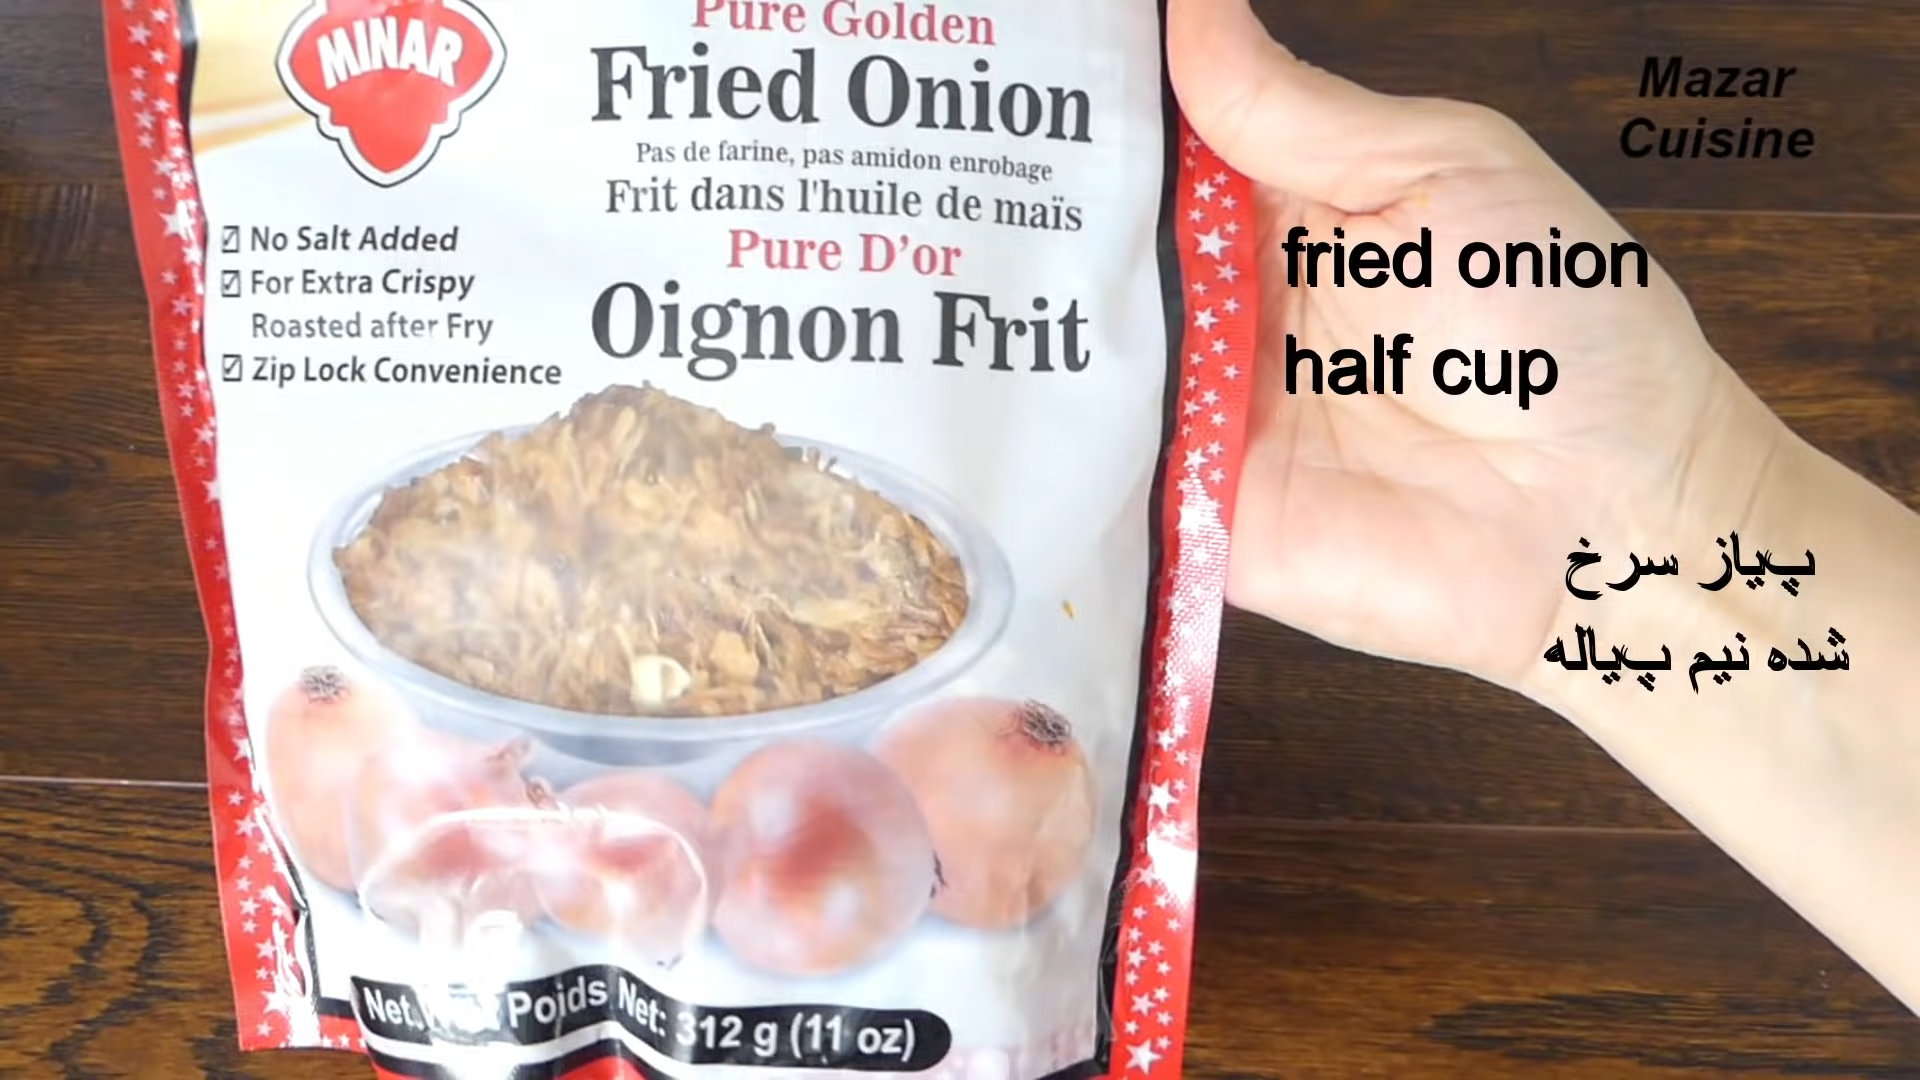 MINAR
Pure Golden
Fried Onion
Pas de farine, pas amidon enrobage
Frit dans l'huile de maïs
Pure D'or
Oignon Frit
No Salt Added
For Extra Crispy
Roasted after Fry
Zip Lock Convenience
Net. Poids Net: 312 g (11 oz)
Mazar
Cuisine
fried onion
half cup
پیاز سرخ
شده نیم پیاله